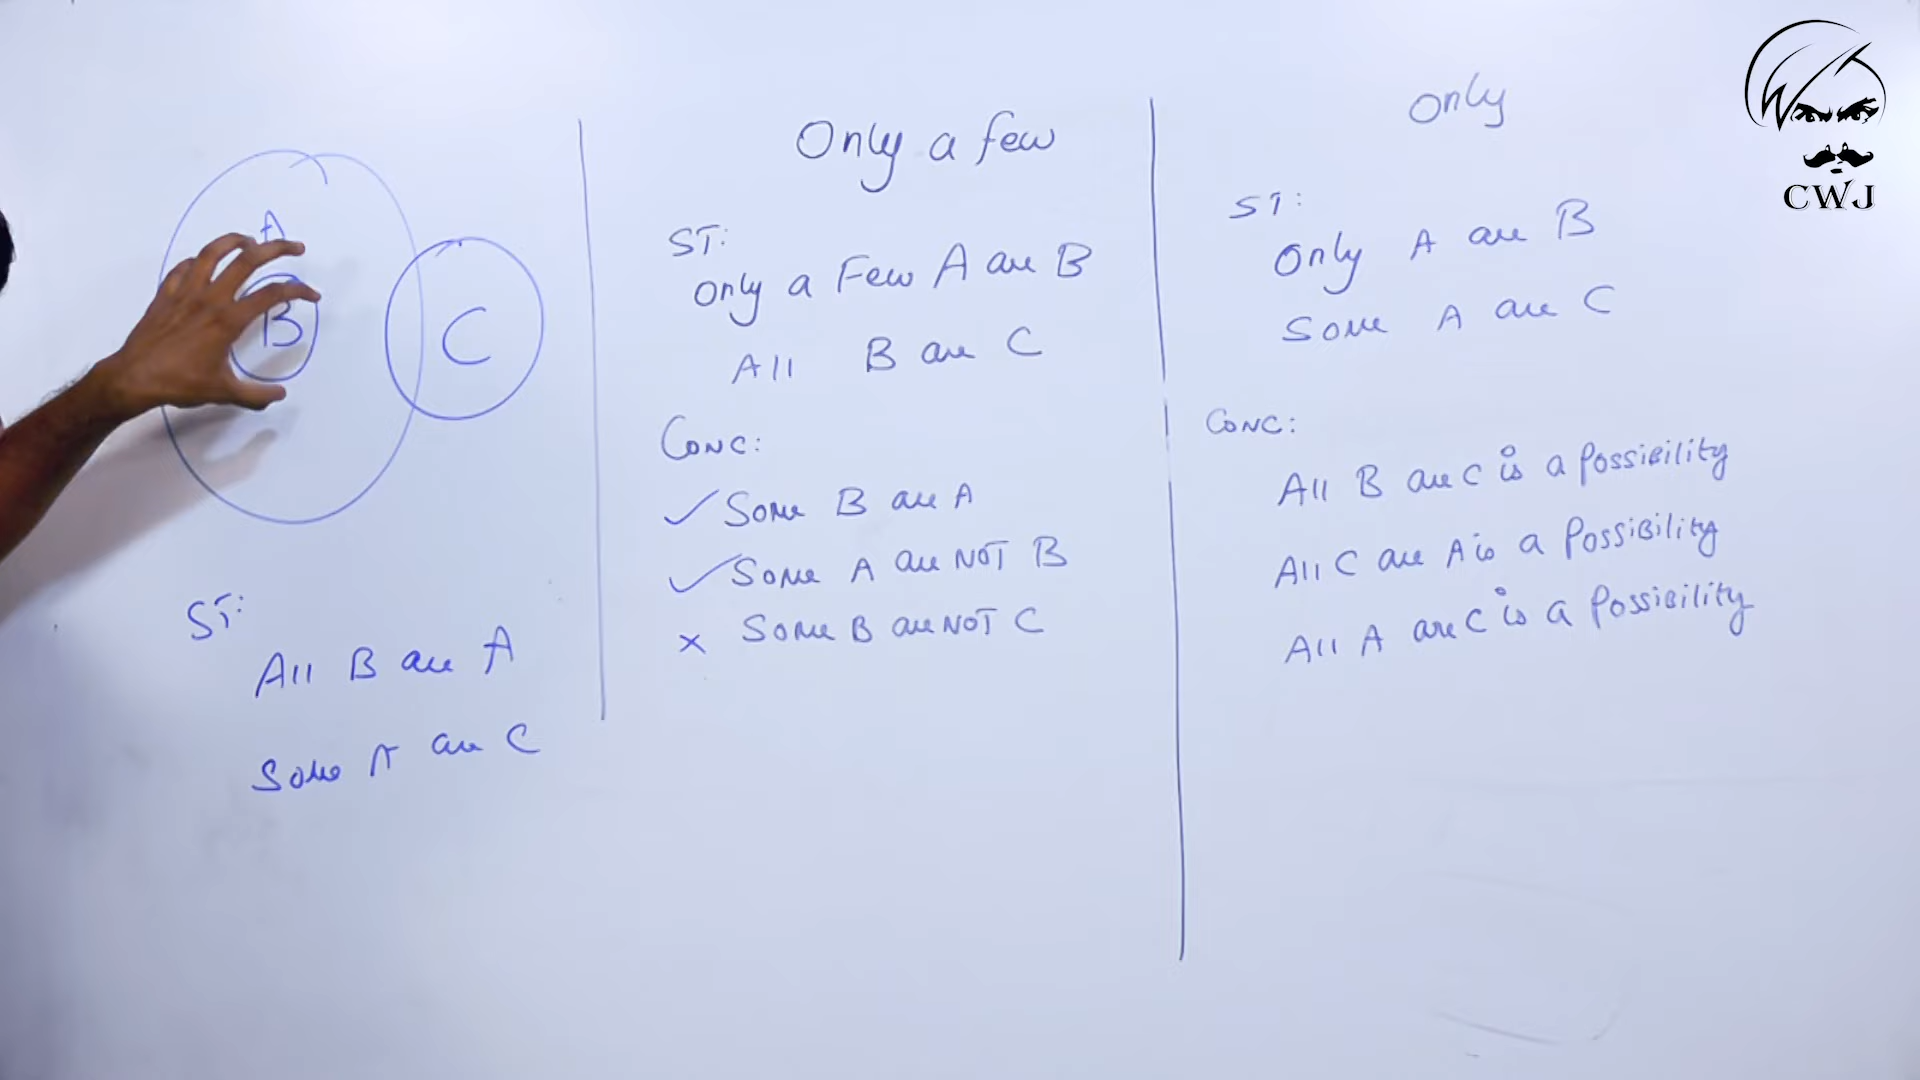 A
B
C
ST:
All B are A
Some A are C
Only a few
ST:
Only a Few A are B
All B are C
CONC:
✓ Some B are A
✓ Some A are NOT B
× Some B are NOT C
Only
ST:
Only A are B
Some A are C
CONC:
All B are C is a Possibility
All C are A is a Possibility
All A are C is a Possibility
CWJ